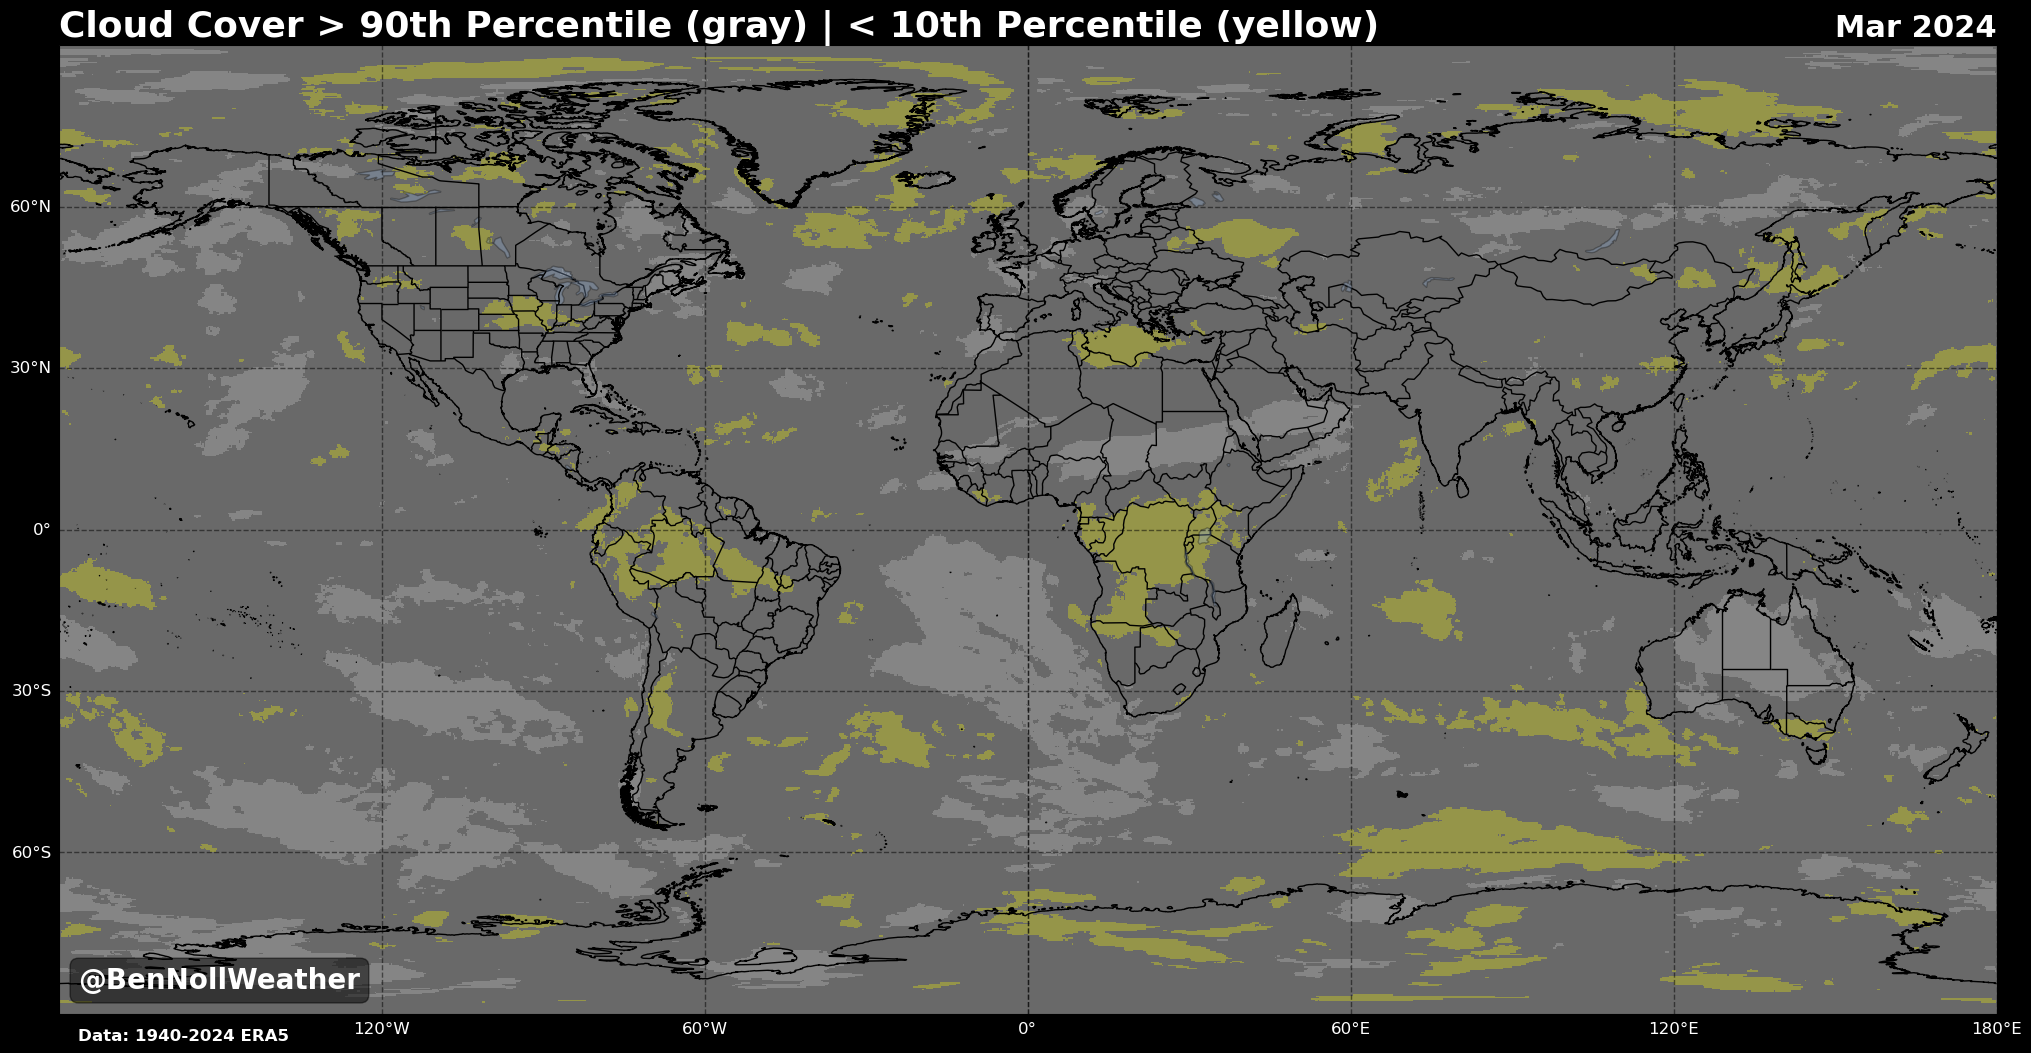 Cloud Cover > 90th Percentile (gray) | < 10th Percentile (yellow)
Mar 2024
60°N
30°N
0°
30°S
60°S
@BenNollWeather
120°W
60°W
0°
60°E
120°E
180°E
Data: 1940-2024 ERA5